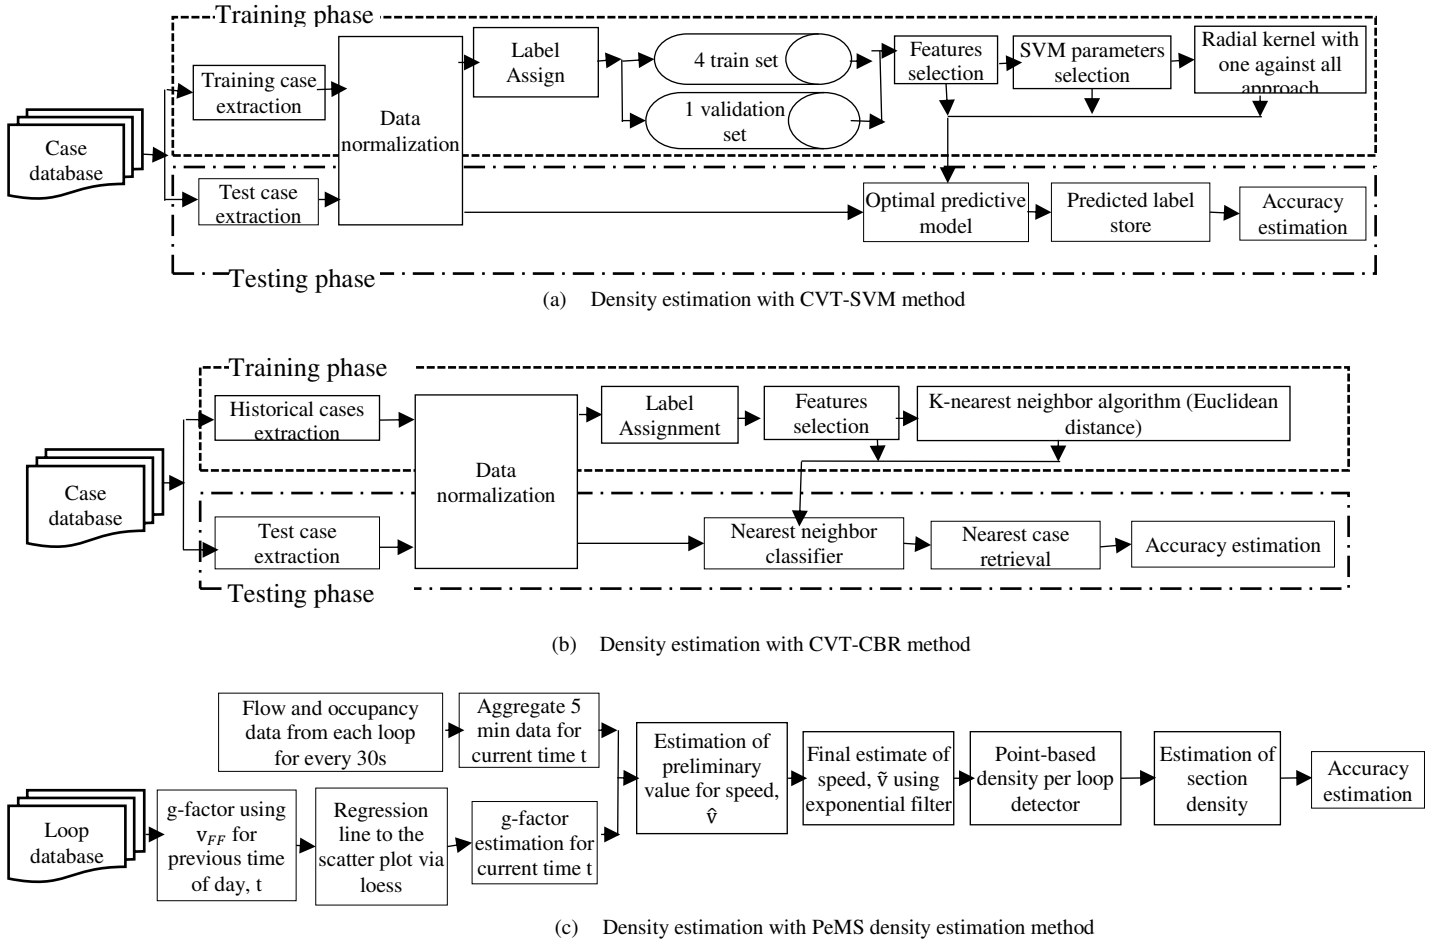 Training phase
Case
database
Training case
extraction
Test case
extraction
Data
normalization
Label
Assign
4 train set
1 validation
set
Features
selection
SVM parameters
selection
Radial kernel with
one against all
approach
Optimal predictive
model
Predicted label
store
Accuracy
estimation
Testing phase
(a) Density estimation with CVT-SVM method
Training phase
Case
database
Historical cases
extraction
Test case
extraction
Data
normalization
Label
Assignment
Features
selection
K-nearest neighbor algorithm (Euclidean
distance)
Nearest neighbor
classifier
Nearest case
retrieval
Accuracy estimation
Testing phase
(b) Density estimation with CVT-CBR method
Flow and occupancy
data from each loop
for every 30s
Aggregate 5
min data for
current time t
Loop
database
g-factor using
v_FF for
previous time
of day, t
Regression
line to the
scatter plot via
loess
g-factor
estimation for
current time t
Estimation of
preliminary
value for speed,
v̂
Final estimate of
speed, ṽ using
exponential filter
Point-based
density per loop
detector
Estimation of
section
density
Accuracy
estimation
(c) Density estimation with PeMS density estimation method